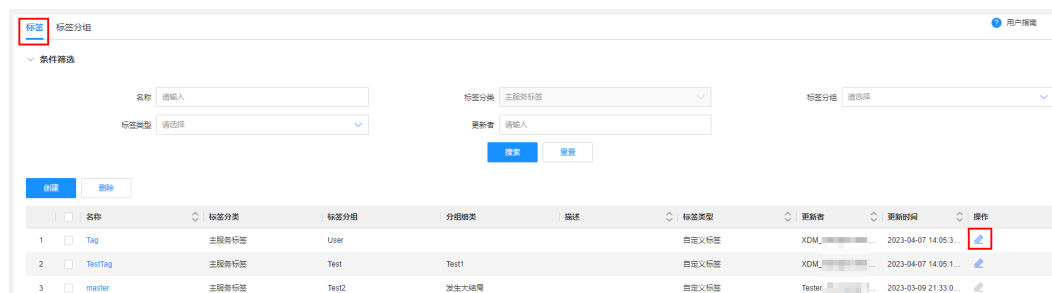 标签 标签分组 ? 用户指南
条件筛选
名称 请输入 标签分类 主服务标签 标签分组 请选择
标签类型 请选择 更新者 请输入
搜索 重置
创建 删除
名称 标签分类 标签分组 分组细类 描述 标签类型 更新者 更新时间 操作
1 Tag 主服务标签 User 自定义标签 XDM_ ... 2023-04-07 14:05:3...
2 TestTag 主服务标签 Test Test1 自定义标签 XDM_ ... 2023-04-07 14:05:1...
3 master 主服务标签 Test2 发生大结局 自定义标签 Tester ... 2023-03-09 21:33:0...